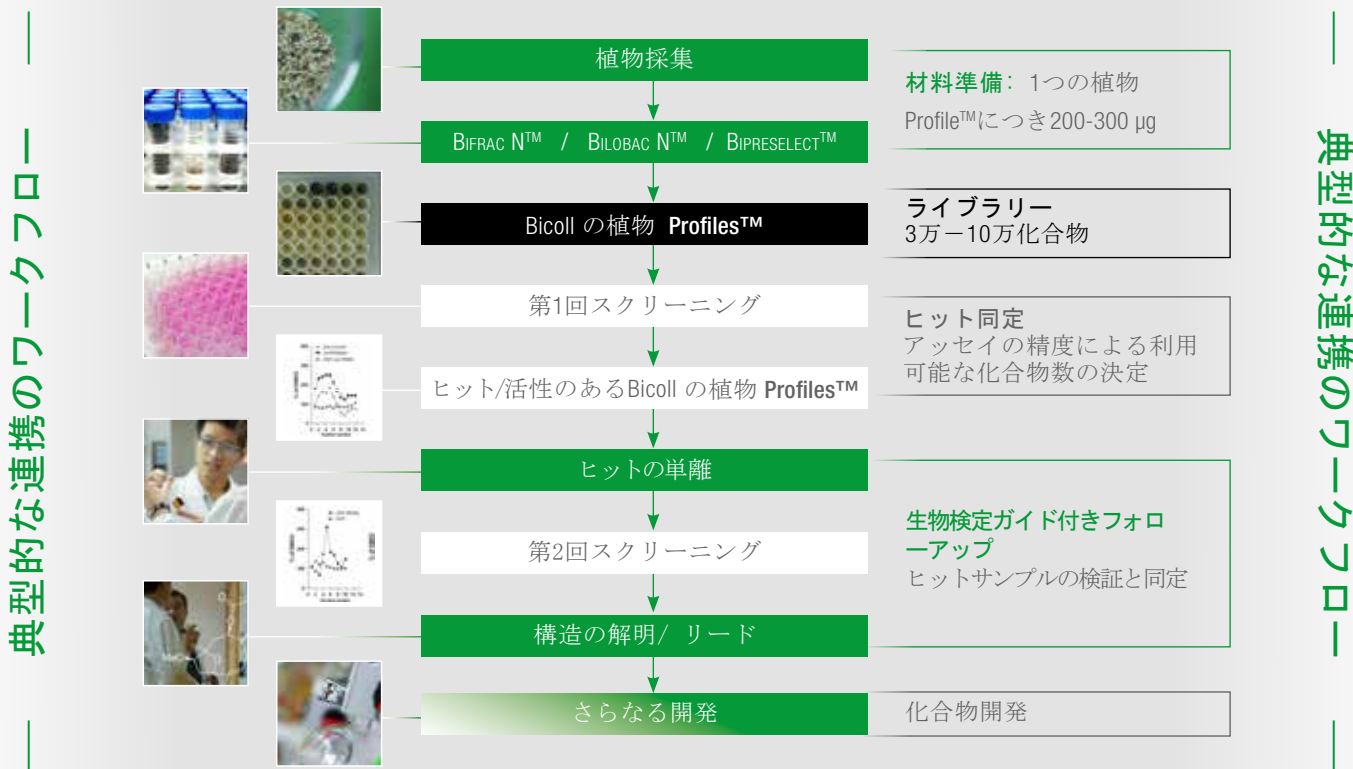 典型的な連携のワークフロー
植物採集
材料準備: 1つの植物
Profile™につき200-300 µg
BIFRAC N™ / BILOBAC N™ / BIPRESELECT™
Bicoll の植物 Profiles™
ライブラリー
3万－10万化合物
第1回スクリーニング
ヒット同定
アッセイの精度による利用
可能な化合物数の決定
ヒット/活性のあるBicoll の植物 Profiles™
ヒットの単離
第2回スクリーニング
生物検定ガイド付きフォロ
ーアップ
ヒットサンプルの検証と同定
構造の解明/ リード
さらなる開発
化合物開発
典型的な連携のワークフロー